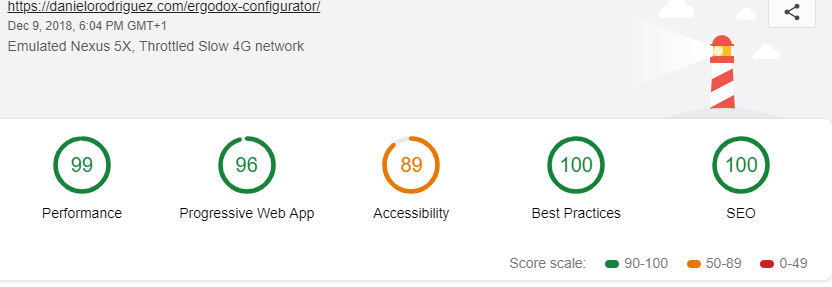 https://danielorodriguez.com/ergodox-configurator/
Dec 9, 2018, 6:04 PM GMT+1
Emulated Nexus 5X, Throttled Slow 4G network
99 96 89 100 100
Performance Progressive Web App Accessibility Best Practices SEO
Score scale: 90-100 50-89 0-49